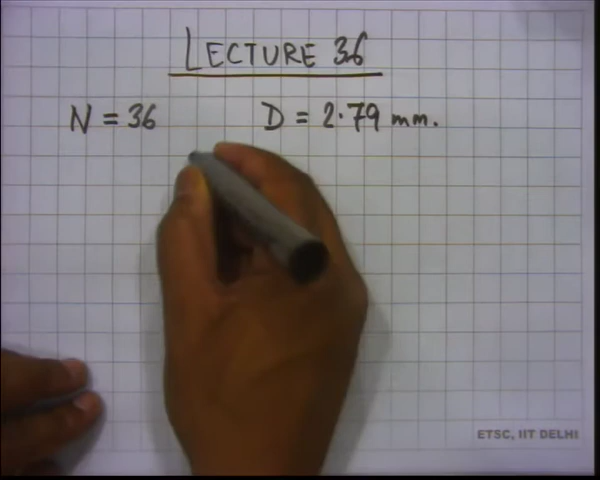 LECTURE 36
N = 36 D = 2.79 mm.
ETSC, IIT DELHI